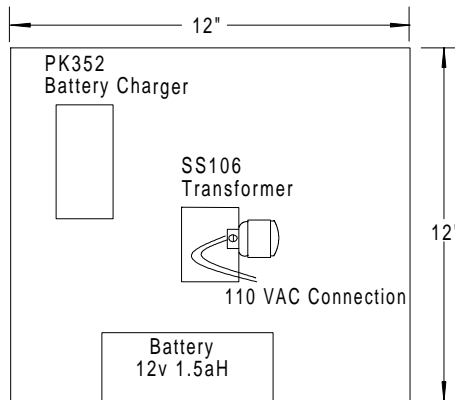 12"
PK352
Battery Charger
SS106
Transformer
12"
110 VAC Connection
Battery
12v 1.5aH